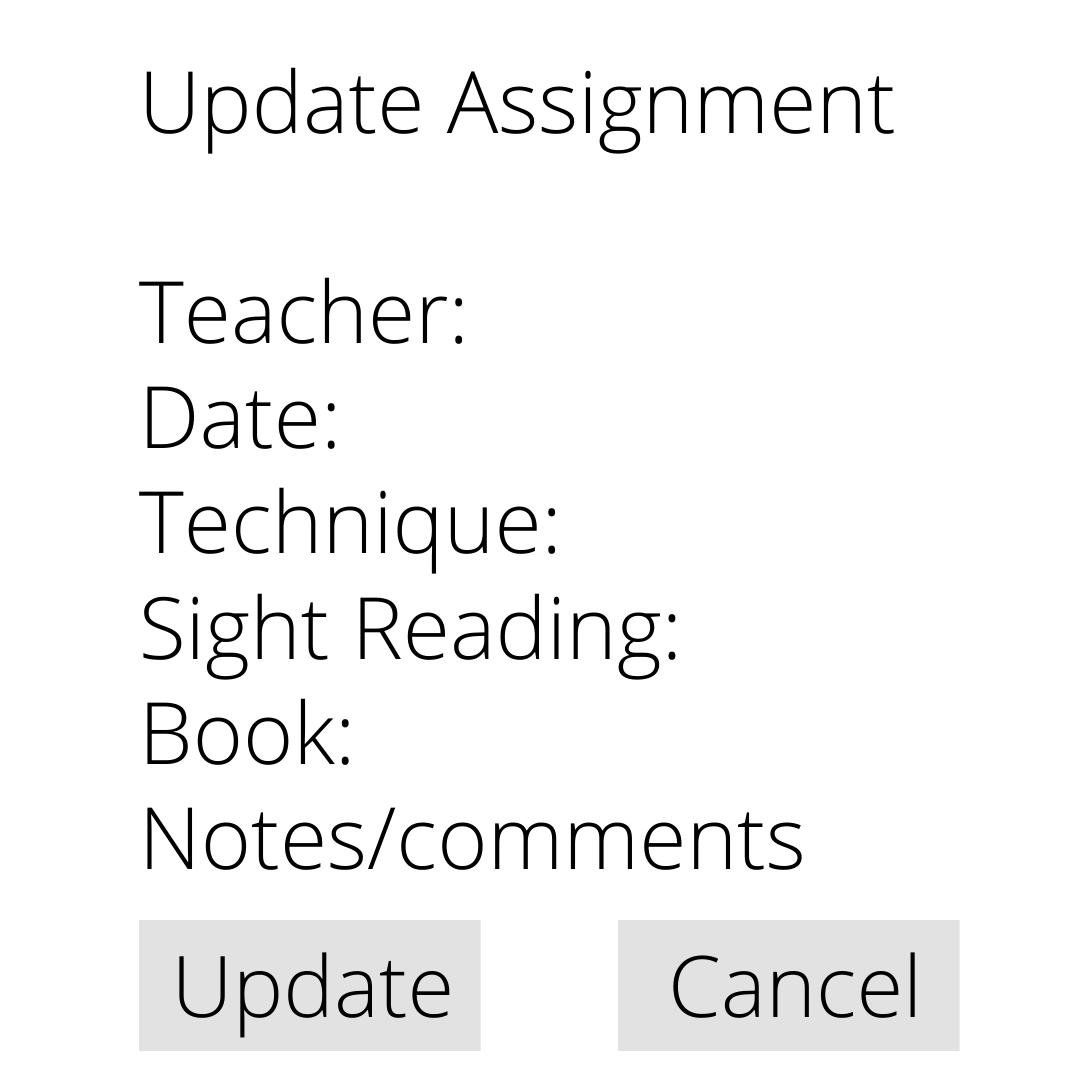 Update Assignment
Teacher:
Date:
Technique:
Sight Reading:
Book:
Notes/comments
Update Cancel